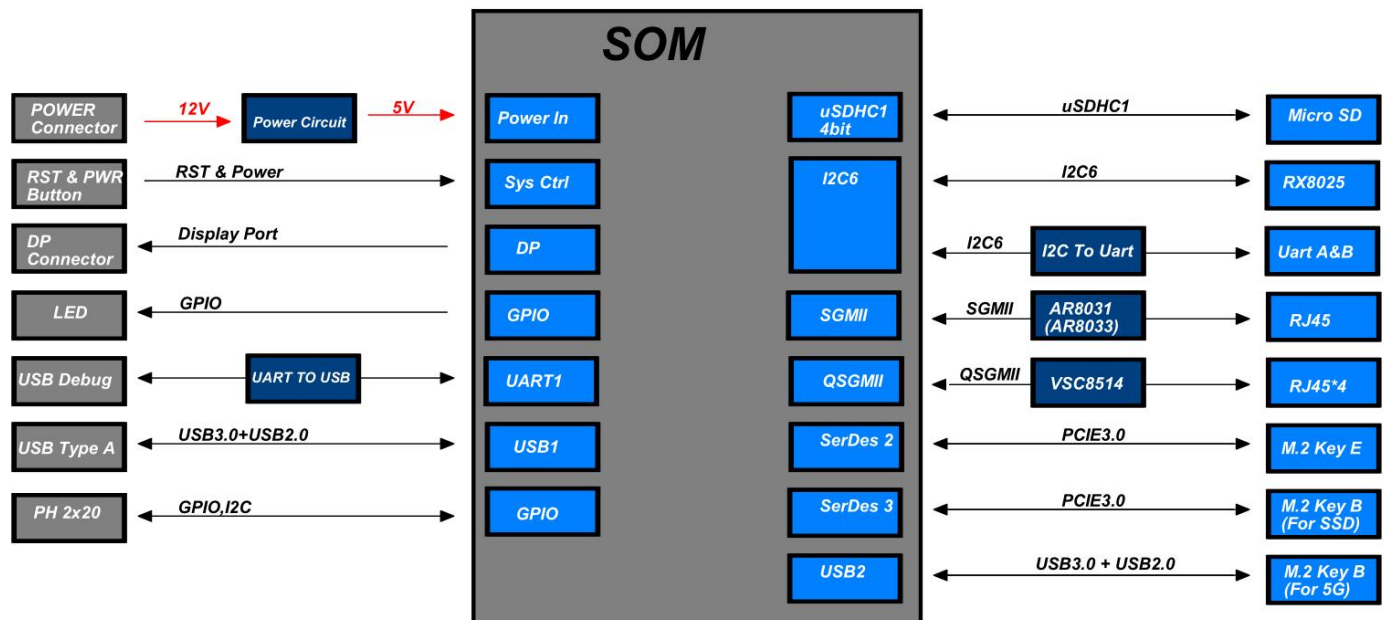 SOM
POWER
Connector
12V
Power Circuit
5V
Power In
uSDHC1
4bit
uSDHC1
Micro SD
RST & PWR
Button
RST & Power
Sys Ctrl
I2C6
I2C6
RX8025
DP
Connector
Display Port
DP
I2C6
I2C To Uart
Uart A&B
LED
GPIO
GPIO
SGMII
SGMII
AR8031
(AR8033)
RJ45
USB Debug
UART TO USB
UART1
QSGMII
QSGMII
VSC8514
RJ45*4
USB Type A
USB3.0+USB2.0
USB1
SerDes 2
PCIE3.0
M.2 Key E
PH 2x20
GPIO,I2C
GPIO
SerDes 3
PCIE3.0
M.2 Key B
(For SSD)
USB2
USB3.0 + USB2.0
M.2 Key B
(For 5G)